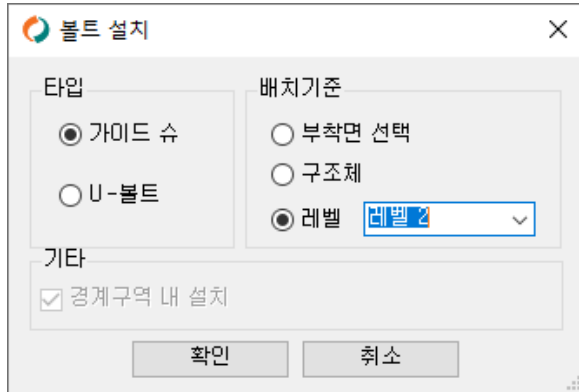 볼트 설치
타입
가이드 슈
U-볼트
배치기준
부착면 선택
구조체
레벨 레벨 2
기타
경계구역 내 설치
확인 취소